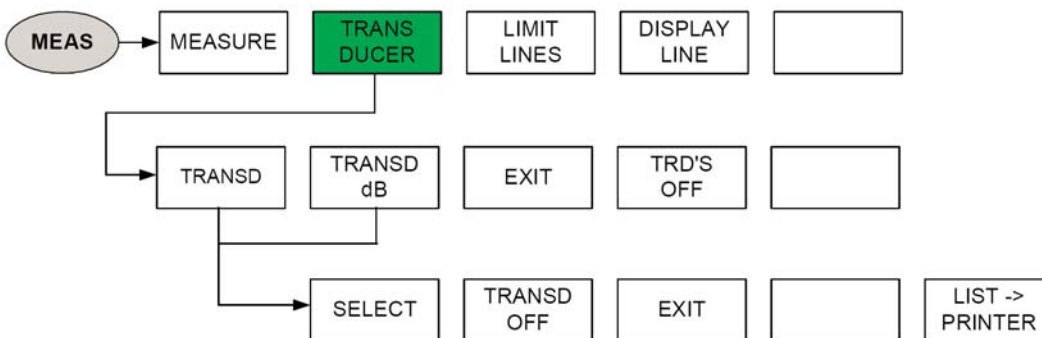 MEAS
MEASURE
TRANS
DUCER
LIMIT
LINES
DISPLAY
LINE
TRANSD
TRANSD
dB
EXIT
TRD'S
OFF
SELECT
TRANSD
OFF
EXIT
LIST ->
PRINTER